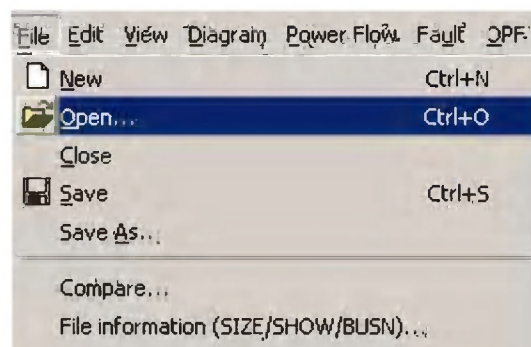 File Edit View Diagram Power Flow Fault OPF
New Ctrl+N
Open... Ctrl+O
Close
Save Ctrl+S
Save As...
Compare...
File information (SIZE/SHOW/BUSN)...